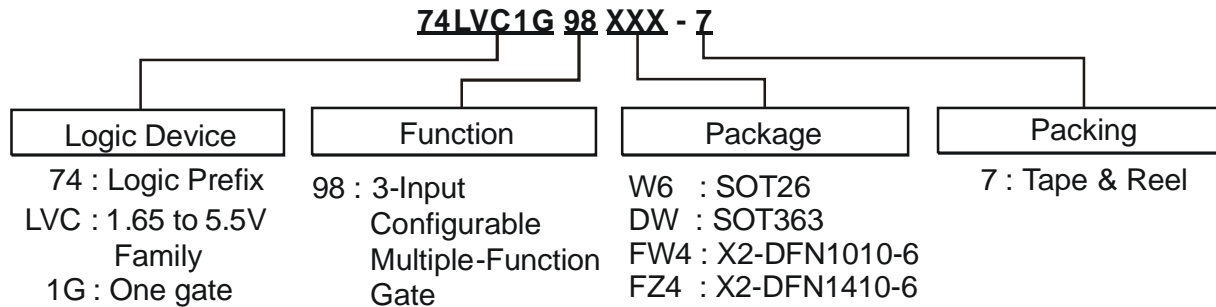 74LVC1G 98 XXX - 7
Logic Device
74 : Logic Prefix
LVC : 1.65 to 5.5V
Family
1G : One gate
Function
98 : 3-Input
Configurable
Multiple-Function
Gate
Package
W6 : SOT26
DW : SOT363
FW4 : X2-DFN1010-6
FZ4 : X2-DFN1410-6
Packing
7 : Tape & Reel